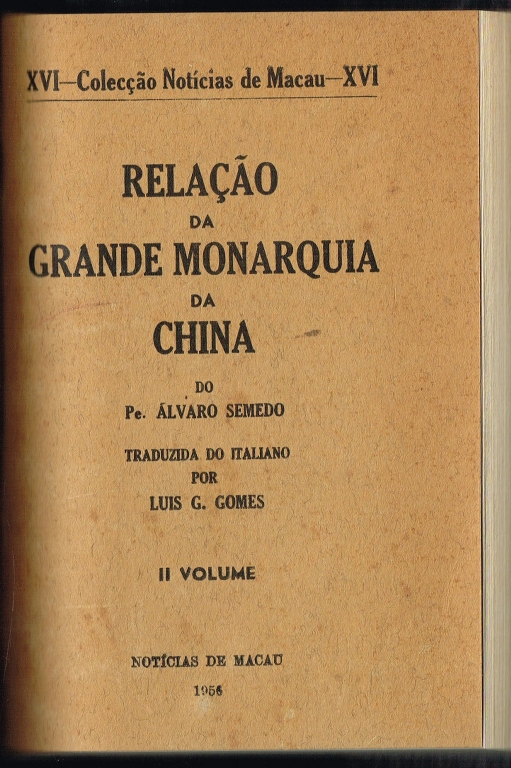 XVI—Colecção Notícias de Macau—XVI
RELAÇÃO
DA
GRANDE MONARQUIA
DA
CHINA
DO
Pe. ÁLVARO SEMEDO
TRADUZIDA DO ITALIANO
POR
LUIS G. GOMES
II VOLUME
NOTÍCIAS DE MACAU
1956